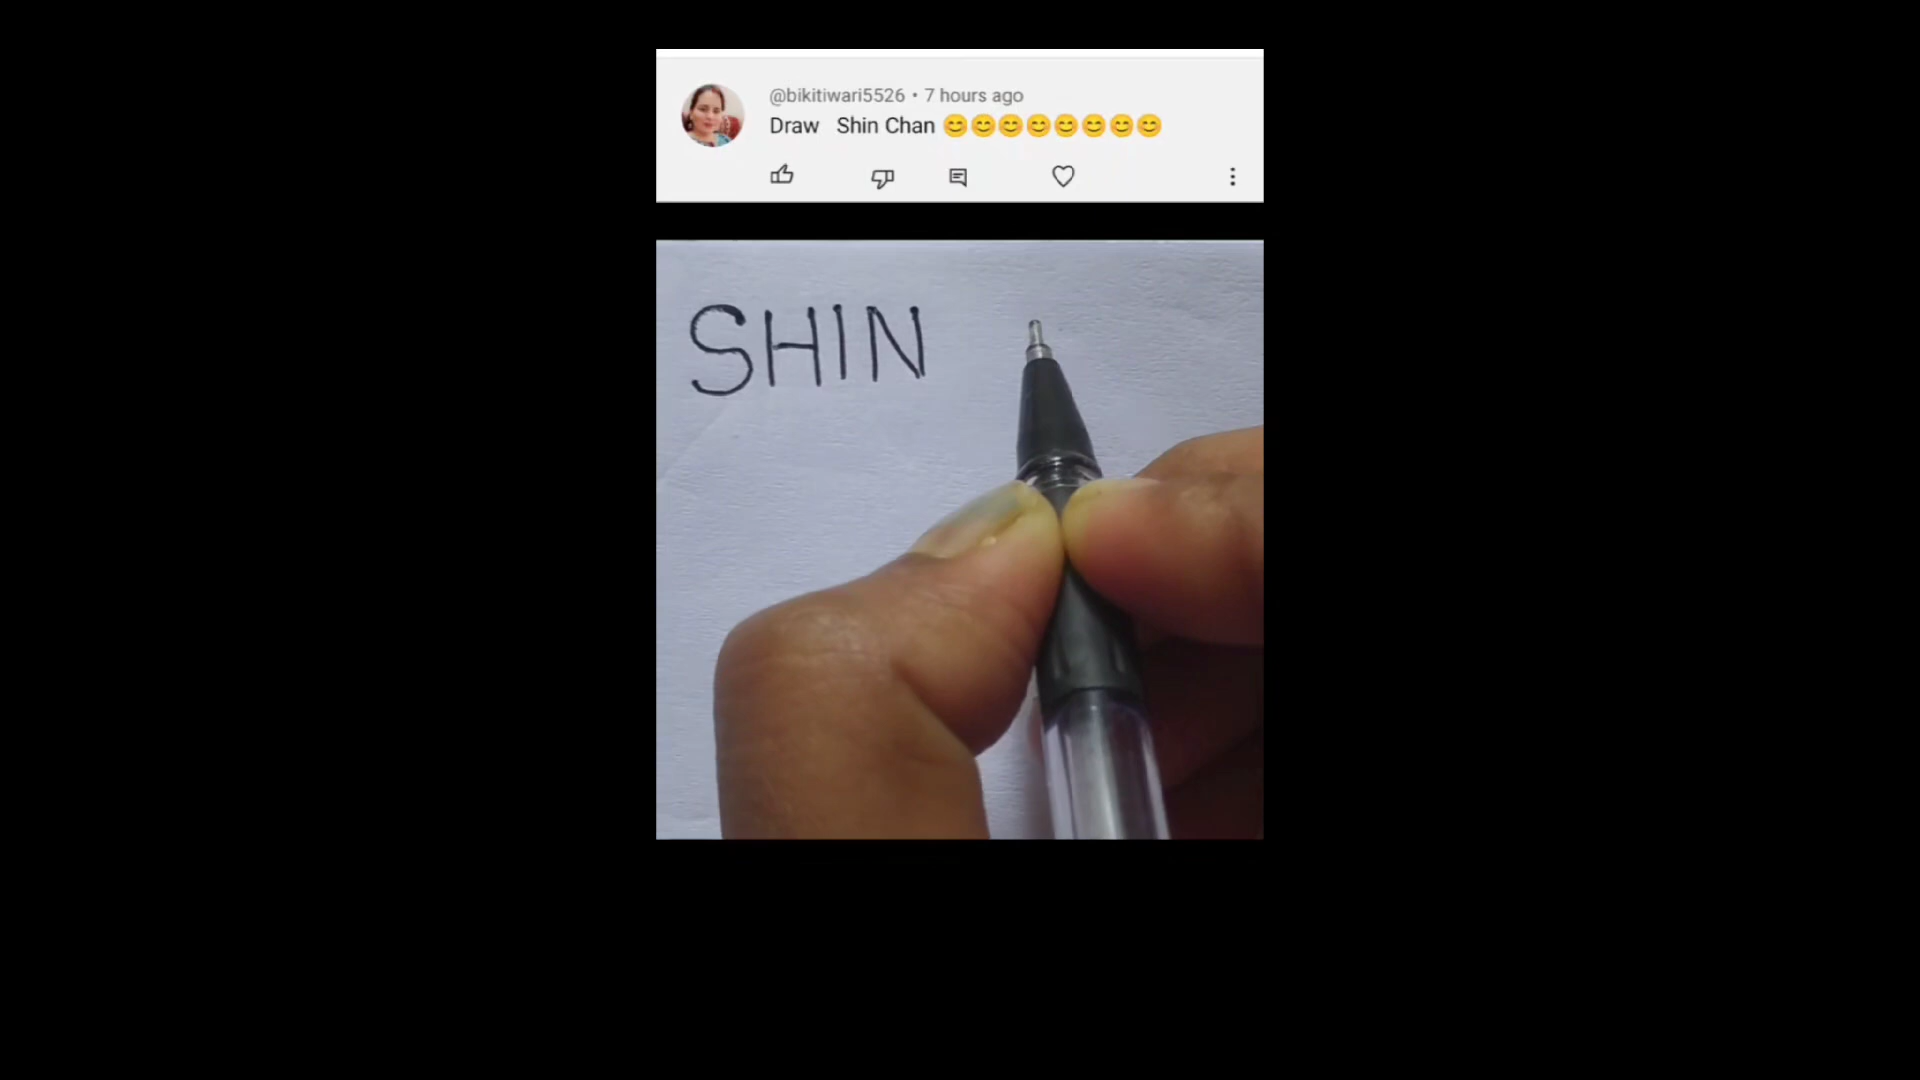 @bikitiwari5526 • 7 hours ago
Draw Shin Chan 😊😊😊😊😊😊😊😊
SHIN